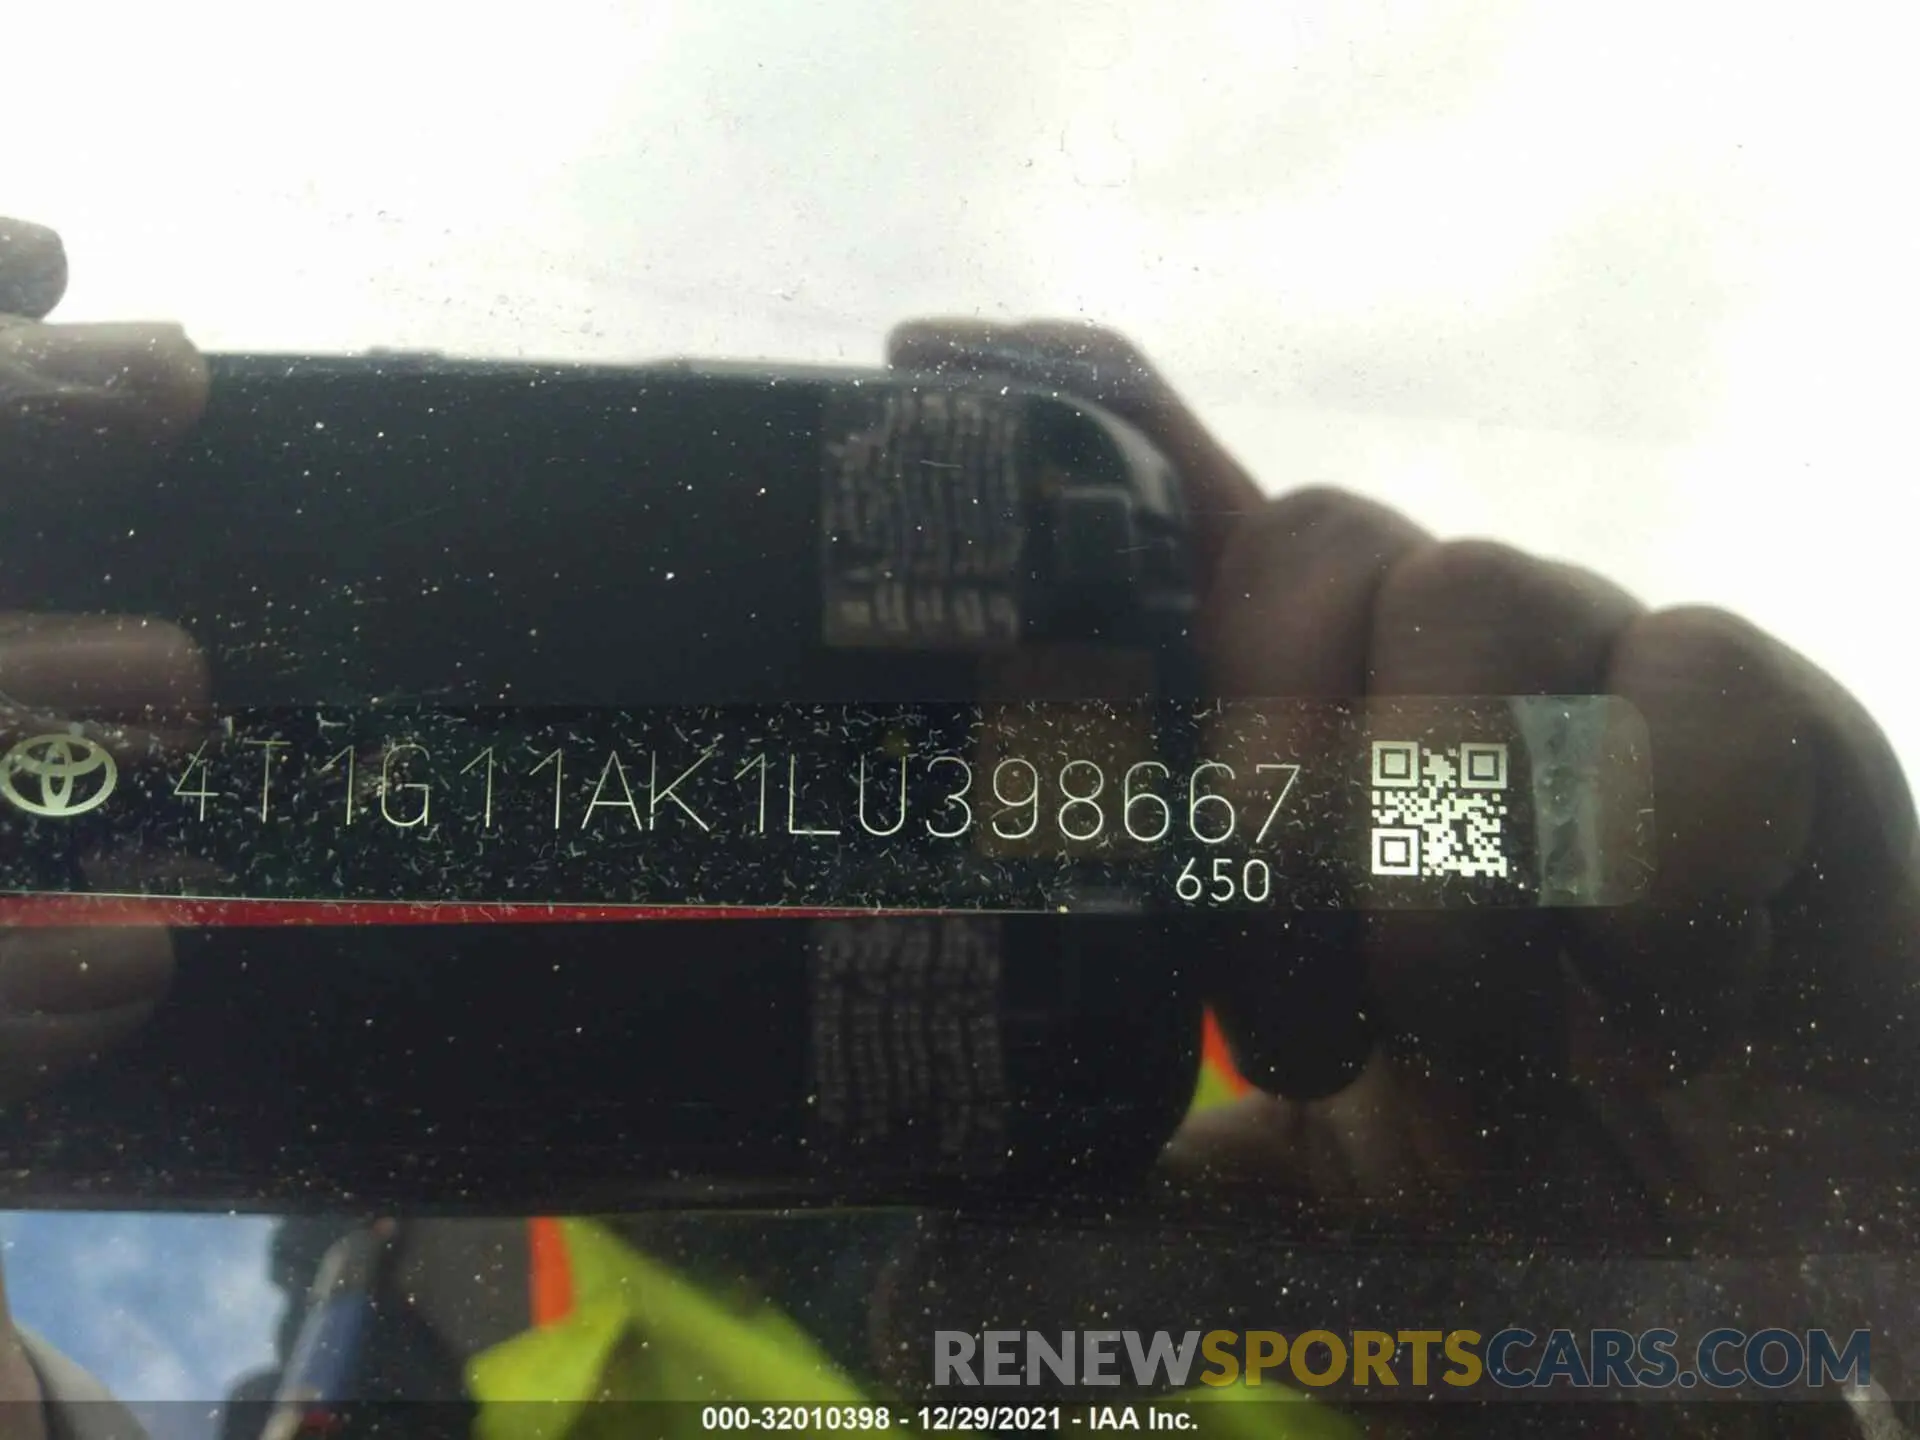 4T1G11AK1LU398667
650
RENEWSPORTSCARS.COM
000-32010398 - 12/29/2021 - IAA Inc.